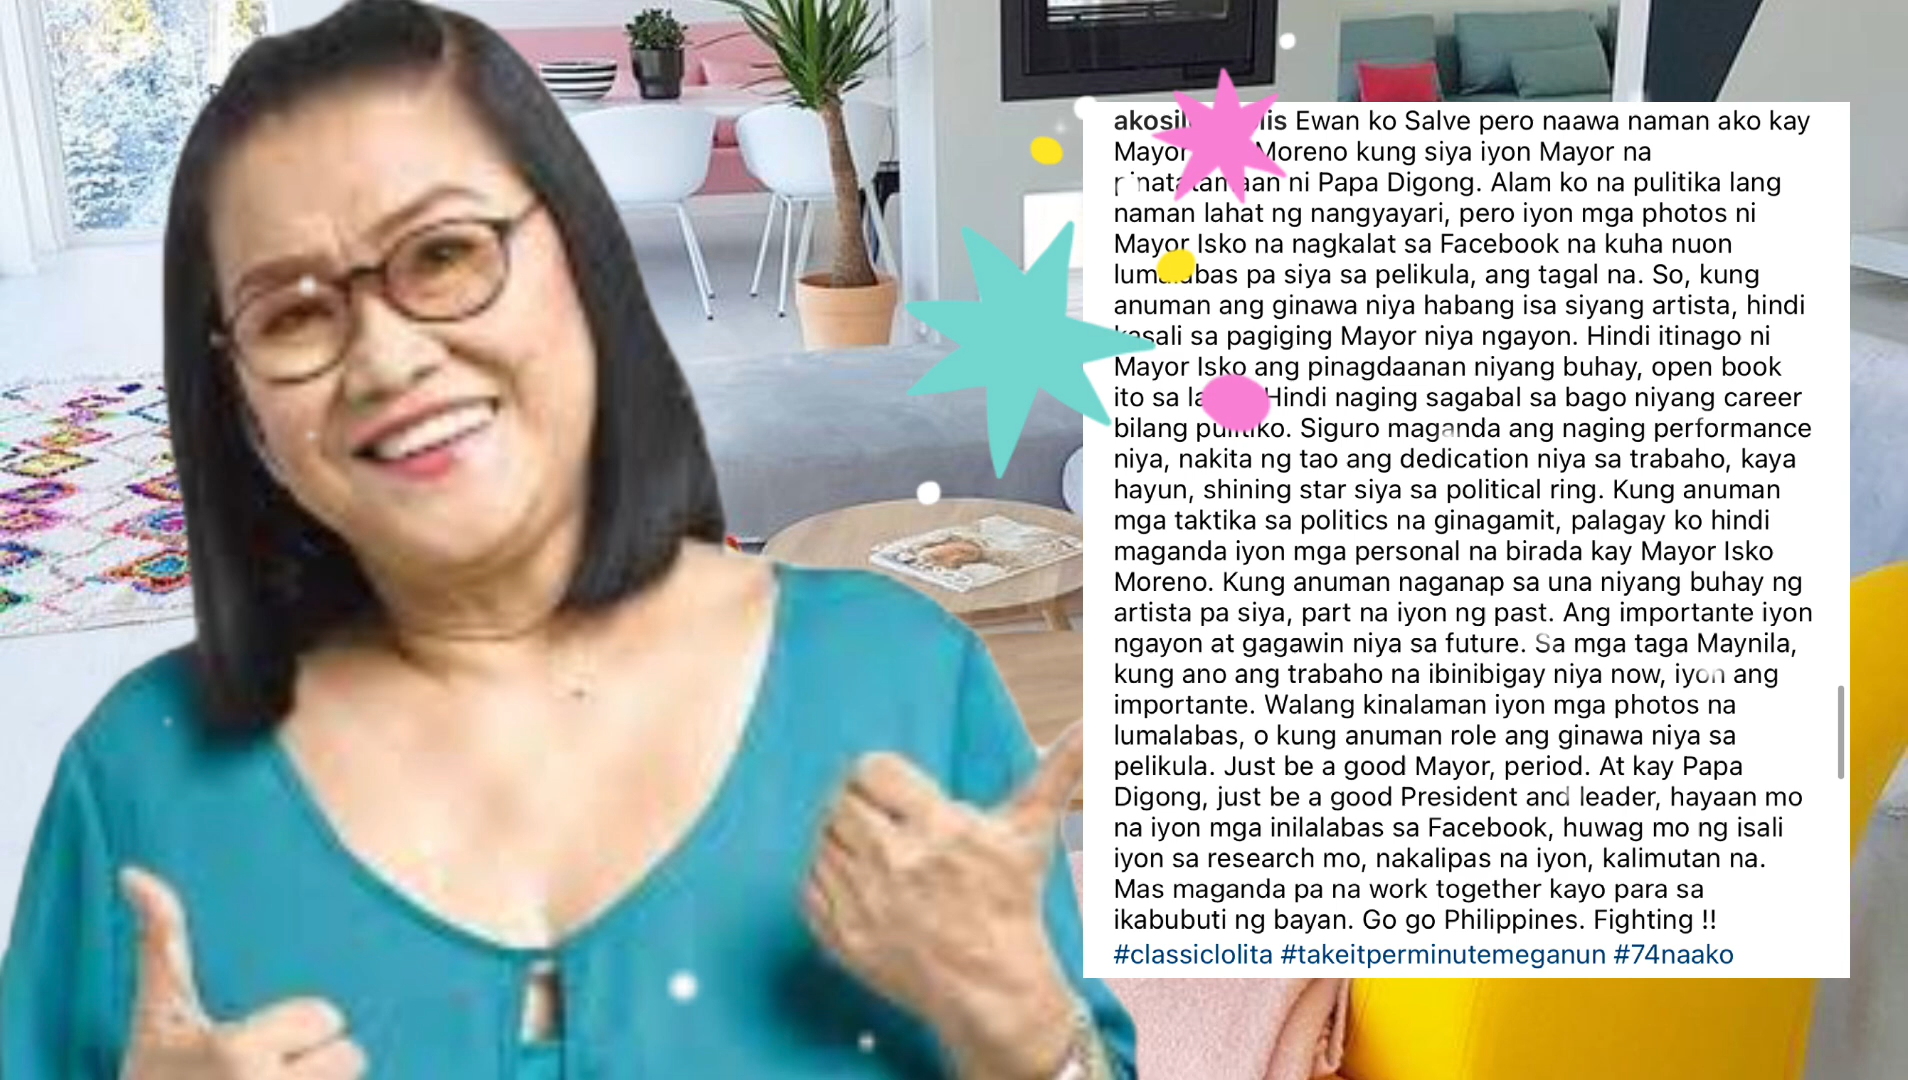 Ewan ko Salve pero naawa naman ako kay
Mayor Moreno kung siya iyon Mayor na
ni Papa Digong. Alam ko na pulitika lang
naman lahat ng nangyayari, pero iyon mga photos ni
Mayor Isko na nagkalat sa Facebook na kuha nuon
lumalabas pa siya sa pelikula, ang tagal na. So, kung
anuman ang ginawa niya habang isa siyang artista, hindi
kasali sa pagiging Mayor niya ngayon. Hindi itinago ni
Mayor Isko ang pinagdaanan niyang buhay, open book
ito sa Hindi naging sagabal sa bago niyang career
bilang pulitiko. Siguro maganda ang naging performance
niya, nakita ng tao ang dedication niya sa trabaho, kaya
hayun, shining star siya sa political ring. Kung anuman
mga taktika sa politics na ginagamit, palagay ko hindi
maganda iyon mga personal na birada kay Mayor Isko
Moreno. Kung anuman naganap sa una niyang buhay ng
artista pa siya, part na iyon ng past. Ang importante iyon
ngayon at gagawin niya sa future. Sa mga taga Maynila,
kung ano ang trabaho na ibinibigay niya now, iyon ang
importante. Walang kinalaman iyon mga photos na
lumalabas, o kung anuman role ang ginawa niya sa
pelikula. Just be a good Mayor, period. At kay Papa
Digong, just be a good President and leader, hayaan mo
na iyon mga inilalabas sa Facebook, huwag mo ng isali
iyon sa research mo, nakalipas na iyon, kalimutan na.
Mas maganda pa na work together kayo para sa
ikabubuti ng bayan. Go go Philippines. Fighting !!
#classiclolita #takeitperminutemeganun #74naako